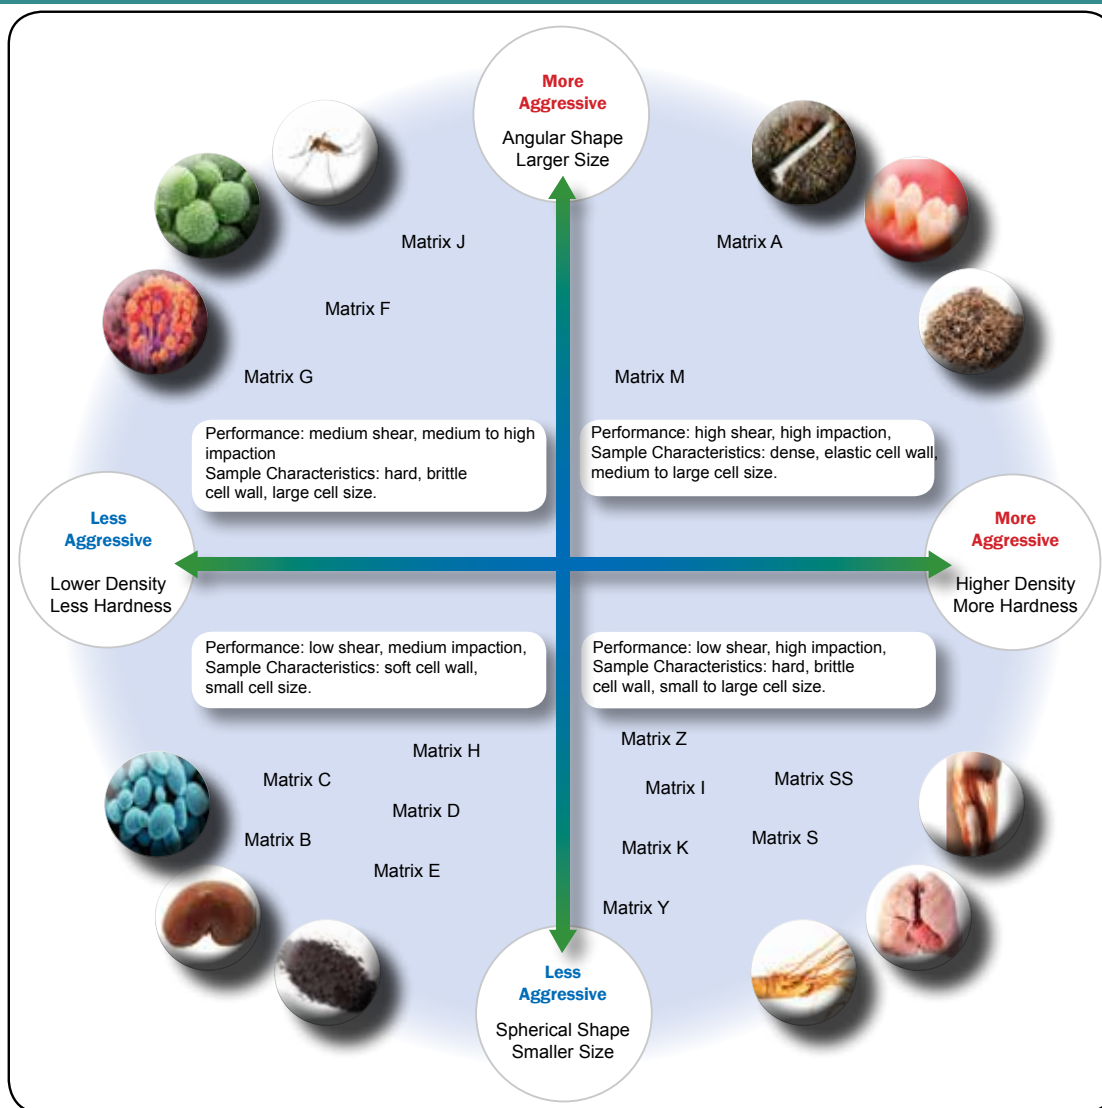 More
Aggressive
Angular Shape
Larger Size
Matrix J
Matrix A
Matrix F
Matrix G
Matrix M
Performance: medium shear, medium to high
impaction
Sample Characteristics: hard, brittle
cell wall, large cell size.
Performance: high shear, high impaction,
Sample Characteristics: dense, elastic cell wall,
medium to large cell size.
Less
Aggressive
Lower Density
Less Hardness
More
Aggressive
Higher Density
More Hardness
Performance: low shear, medium impaction,
Sample Characteristics: soft cell wall,
small cell size.
Performance: low shear, high impaction,
Sample Characteristics: hard, brittle
cell wall, small to large cell size.
Matrix H
Matrix C
Matrix D
Matrix B
Matrix E
Matrix Z
Matrix I
Matrix SS
Matrix K
Matrix S
Matrix Y
Less
Aggressive
Spherical Shape
Smaller Size